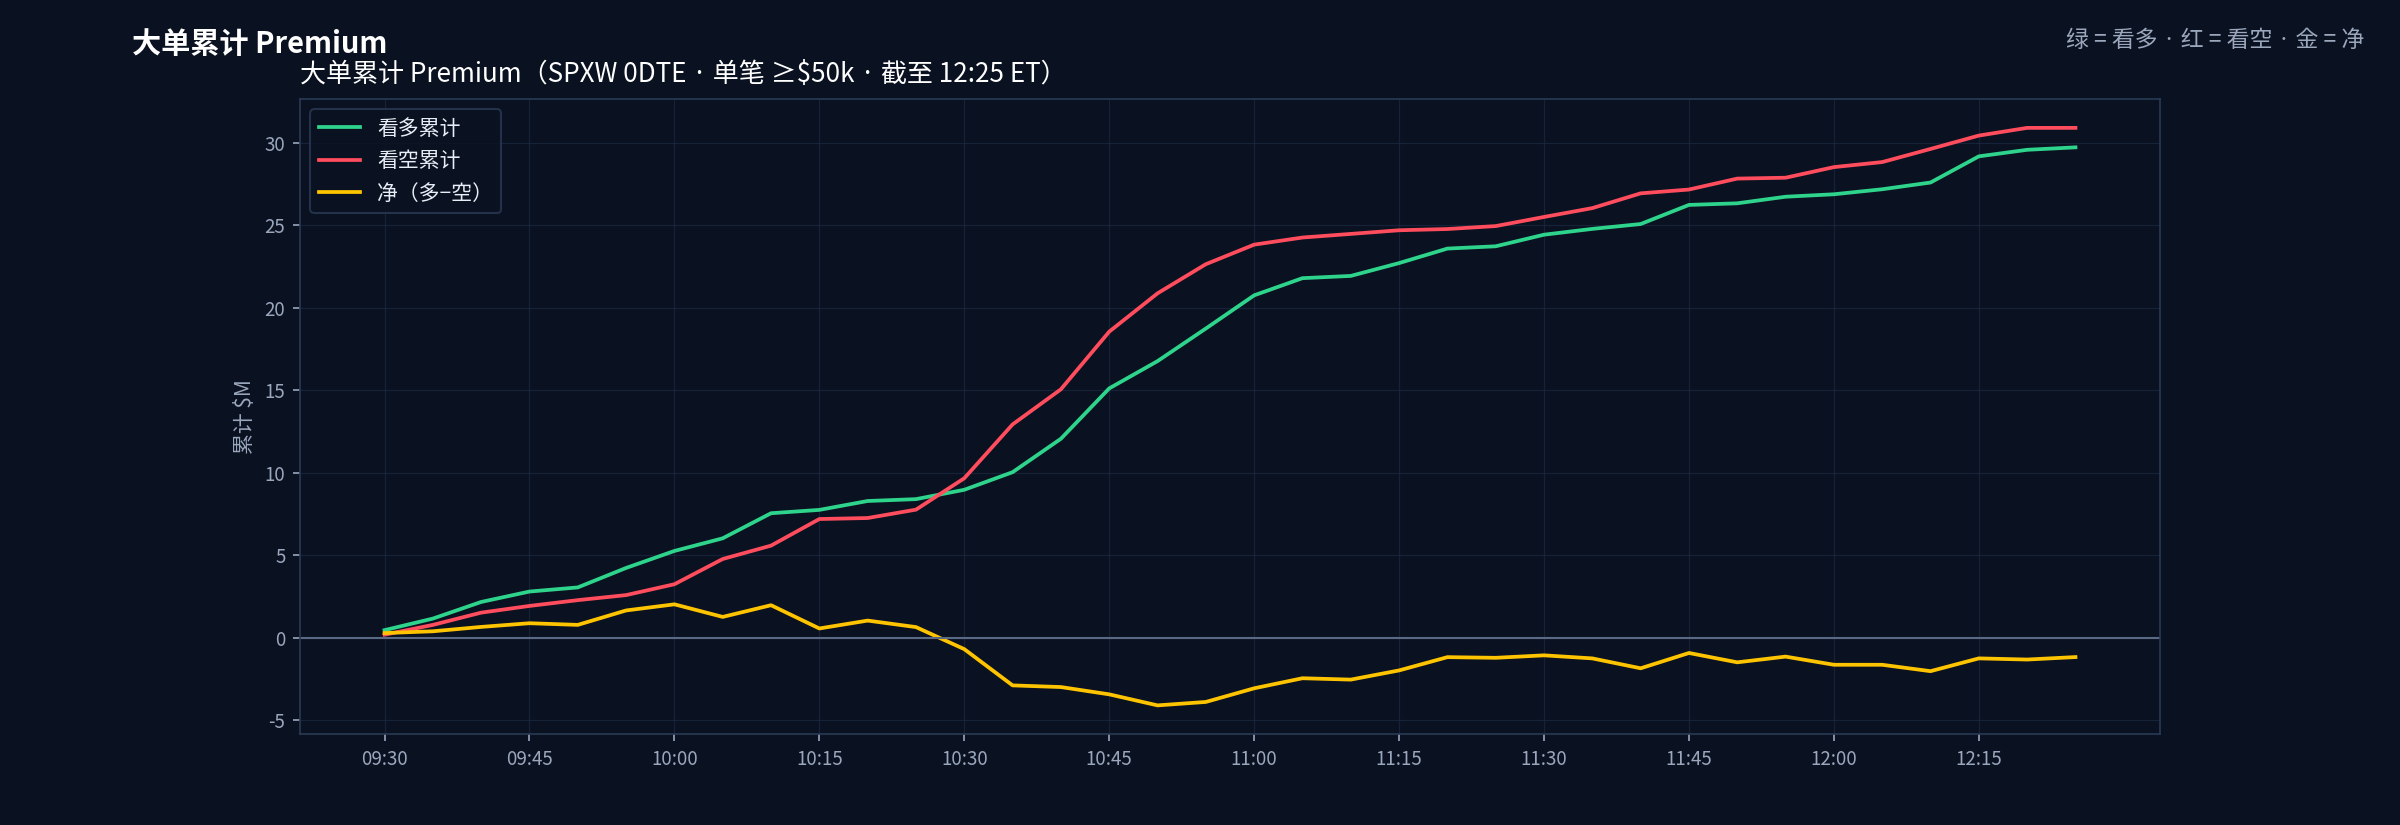 大单累计 Premium
绿 = 看多 · 红 = 看空 · 金 = 净
大单累计 Premium（SPXW 0DTE · 单笔 ≥$50k · 截至 12:25 ET）
看多累计
看空累计
净（多−空）
累计 $M
30
25
20
15
10
5
0
-5
09:30 09:45 10:00 10:15 10:30 10:45 11:00 11:15 11:30 11:45 12:00 12:15